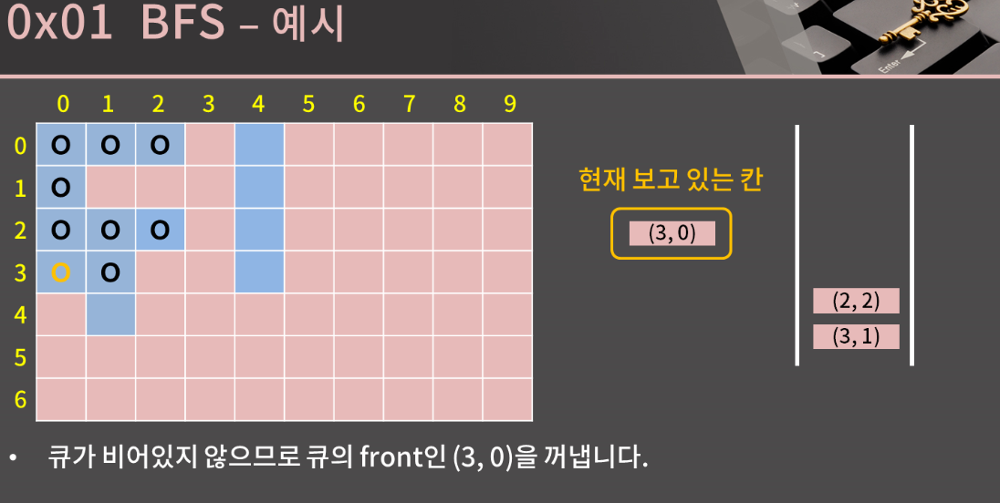 0x01 BFS – 예시
0 1 2 3 4 5 6 7 8 9
0 O O O
1 O
2 O O O
3 O O
4
5
6
현재 보고 있는 칸
(3, 0)
(2, 2)
(3, 1)
• 큐가 비어있지 않으므로 큐의 front인 (3, 0)을 꺼냅니다.
Enter